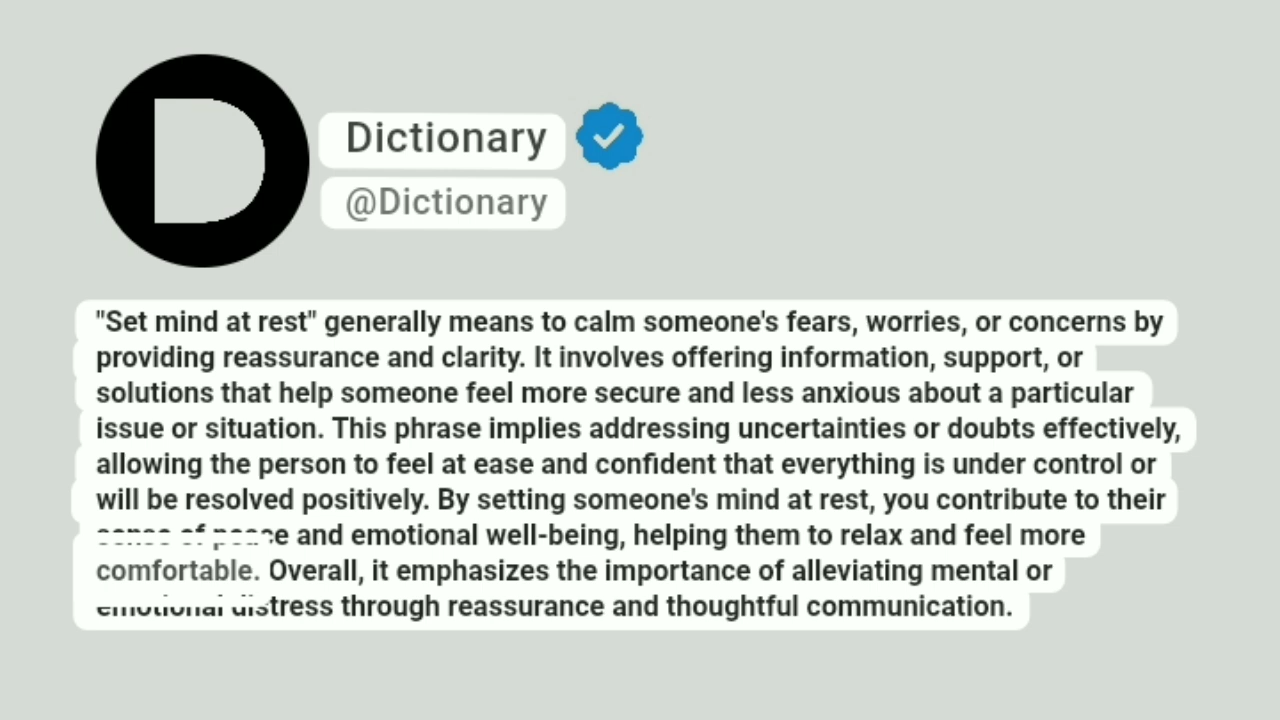 Dictionary
@Dictionary
"Set mind at rest" generally means to calm someone's fears, worries, or concerns by
providing reassurance and clarity. It involves offering information, support, or
solutions that help someone feel more secure and less anxious about a particular
issue or situation. This phrase implies addressing uncertainties or doubts effectively,
allowing the person to feel at ease and confident that everything is under control or
will be resolved positively. By setting someone's mind at rest, you contribute to their
sense of peace and emotional well-being, helping them to relax and feel more
comfortable. Overall, it emphasizes the importance of alleviating mental or
emotional distress through reassurance and thoughtful communication.